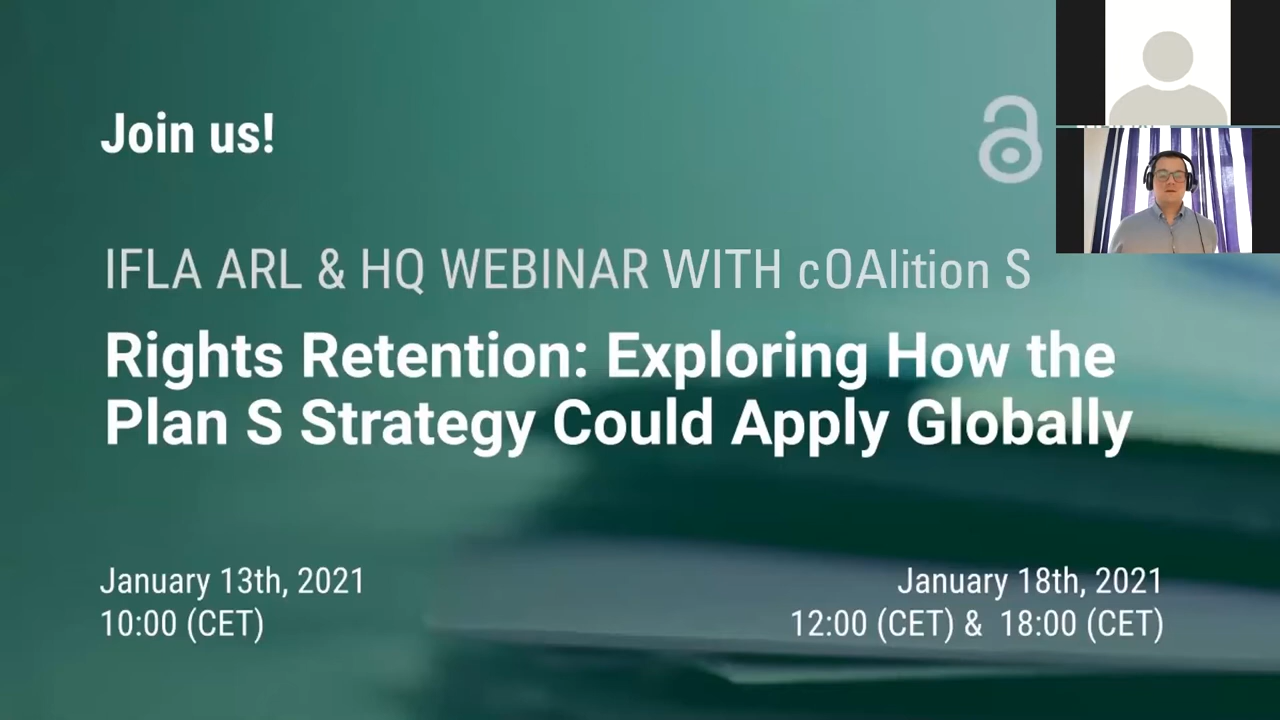 Join us!
IFLA ARL & HQ WEBINAR WITH cOAlition S
Rights Retention: Exploring How the
Plan S Strategy Could Apply Globally
January 13th, 2021
10:00 (CET)
January 18th, 2021
12:00 (CET) & 18:00 (CET)